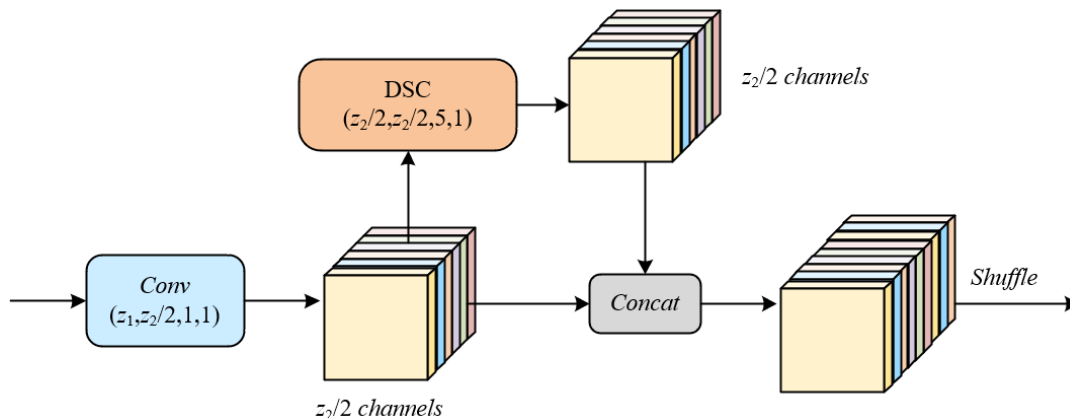 DSC
(z₂/2,z₂/2,5,1)
z₂/2 channels
Conv
(z₁,z₂/2,1,1)
z₂/2 channels
Concat
Shuffle